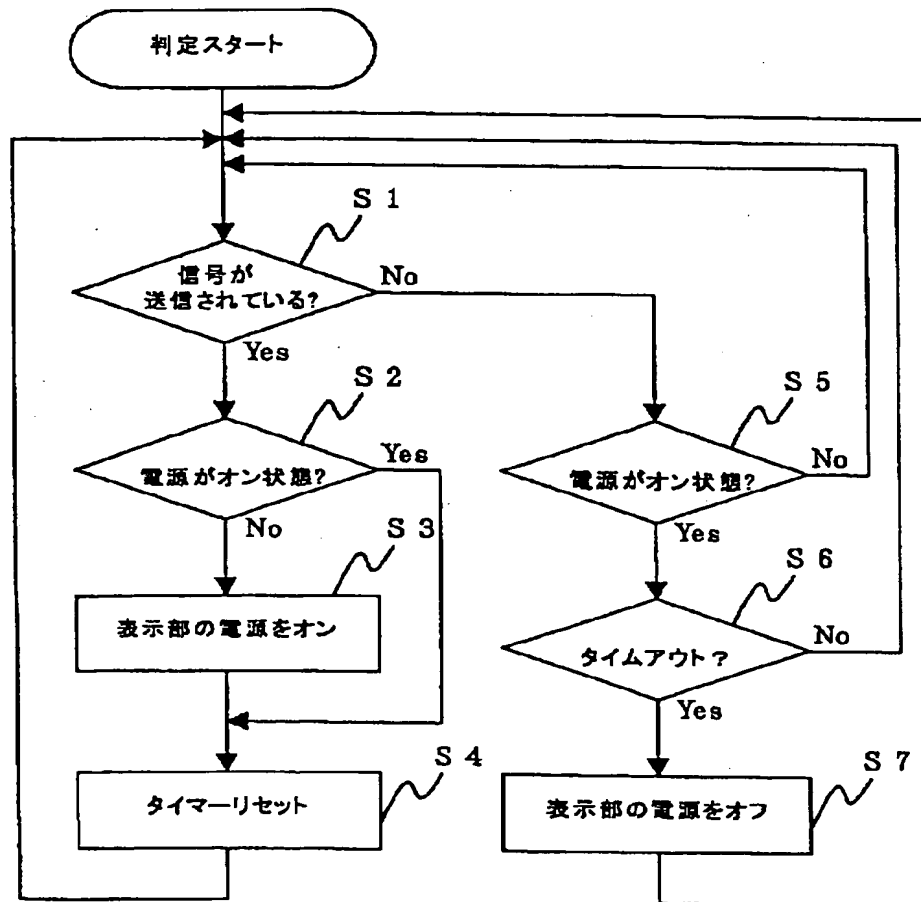 判定スタート
S 1
信号が
送信されている?
No
Yes
S 2
電源がオン状態?
Yes
No
S 3
表示部の電源をオン
S 4
タイマーリセット
S 5
電源がオン状態?
No
Yes
S 6
タイムアウト?
No
Yes
S 7
表示部の電源をオフ